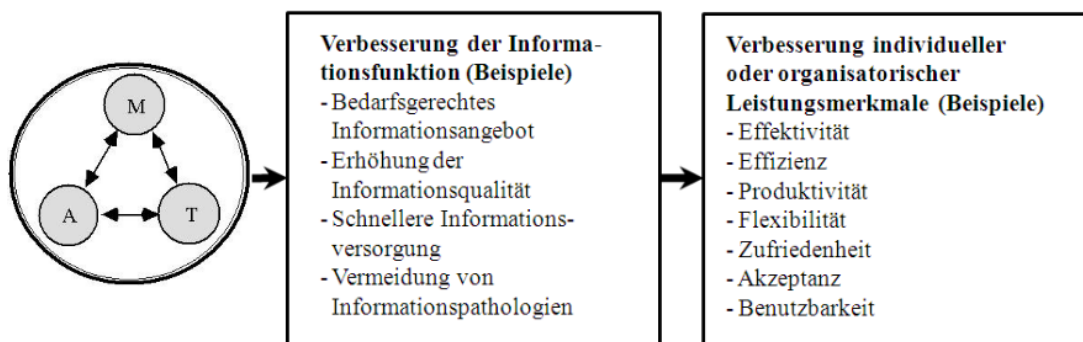 M
A
T
Verbesserung der Informa-
tionsfunktion (Beispiele)
- Bedarfsgerechtes
Informationsangebot
- Erhöhung der
Informationsqualität
- Schnellere Informations-
versorgung
- Vermeidung von
Informationspathologien
Verbesserung individueller
oder organisatorischer
Leistungsmerkmale (Beispiele)
- Effektivität
- Effizienz
- Produktivität
- Flexibilität
- Zufriedenheit
- Akzeptanz
- Benutzbarkeit